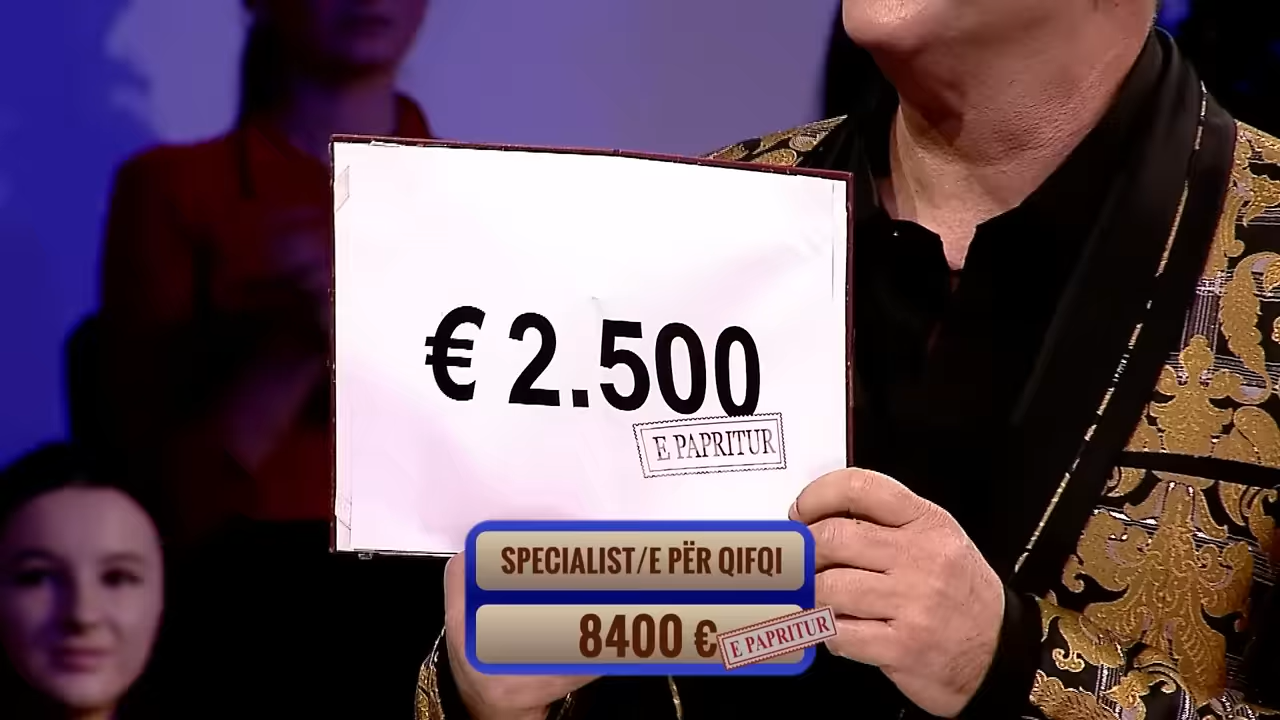 € 2.500
E PAPRITUR
SPECIALIST/E PËR QIFQI
8400 €
E PAPRITUR